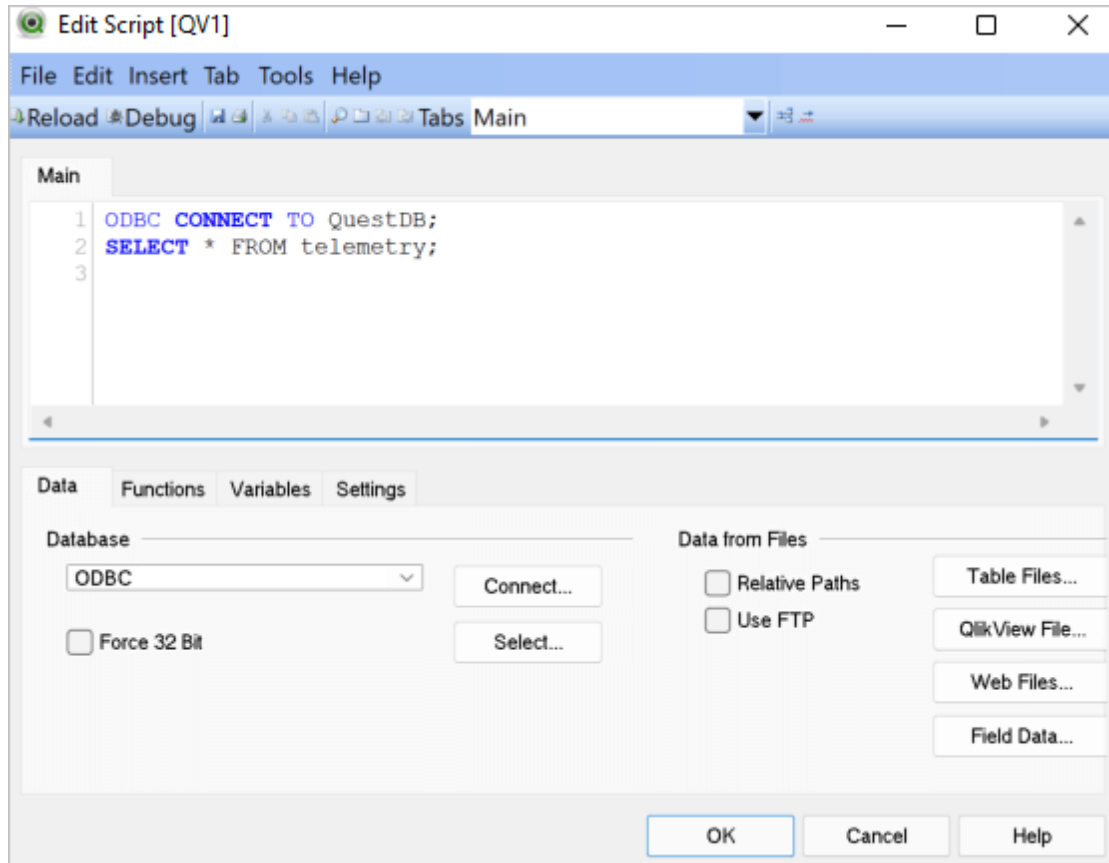 Edit Script [QV1]
File Edit Insert Tab Tools Help
Reload Debug Tabs Main
Main
1 ODBC CONNECT TO QuestDB;
2 SELECT * FROM telemetry;
3
Data Functions Variables Settings
Database
ODBC
Connect...
Force 32 Bit
Select...
Data from Files
Relative Paths
Use FTP
Table Files...
QlikView File...
Web Files...
Field Data...
OK Cancel Help